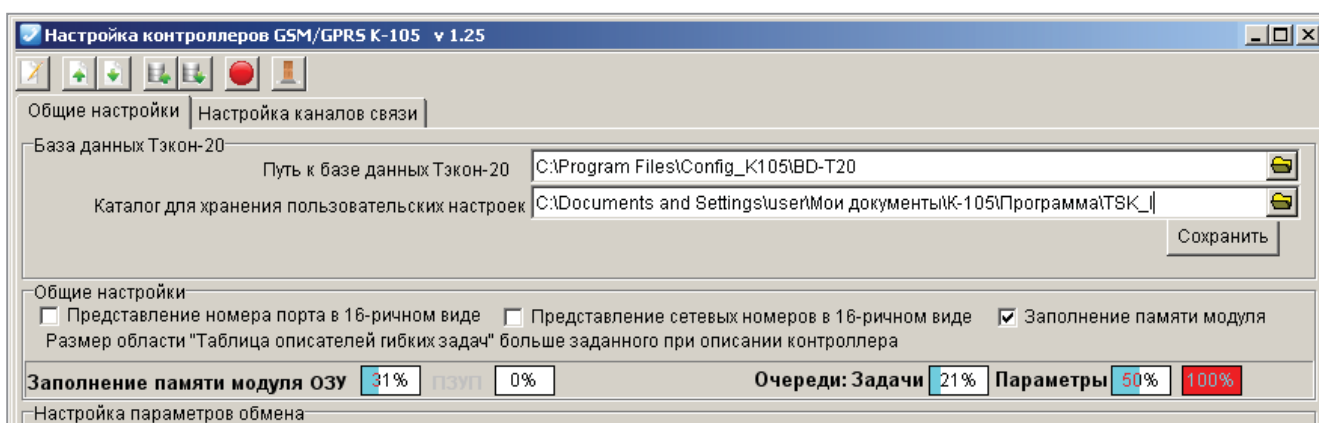 Настройка контроллеров GSM/GPRS К-105 v 1.25
Общие настройки Настройка каналов связи
База данных Тэкон-20
Путь к базе данных Тэкон-20 C:\Program Files\Config_K105\BD-T20
Каталог для хранения пользовательских настроек C:\Documents and Settings\user\Мои документы\К-105\Программа\TSK_I
Сохранить
Общие настройки
Представление номера порта в 16-ричном виде Представление сетевых номеров в 16-ричном виде Заполнение памяти модуля
Размер области "Таблица описателей гибких задач" больше заданного при описании контроллера
Заполнение памяти модуля ОЗУ 31% ПЗУП 0% Очереди: Задачи 21% Параметры 50% 100%
Настройка параметров обмена